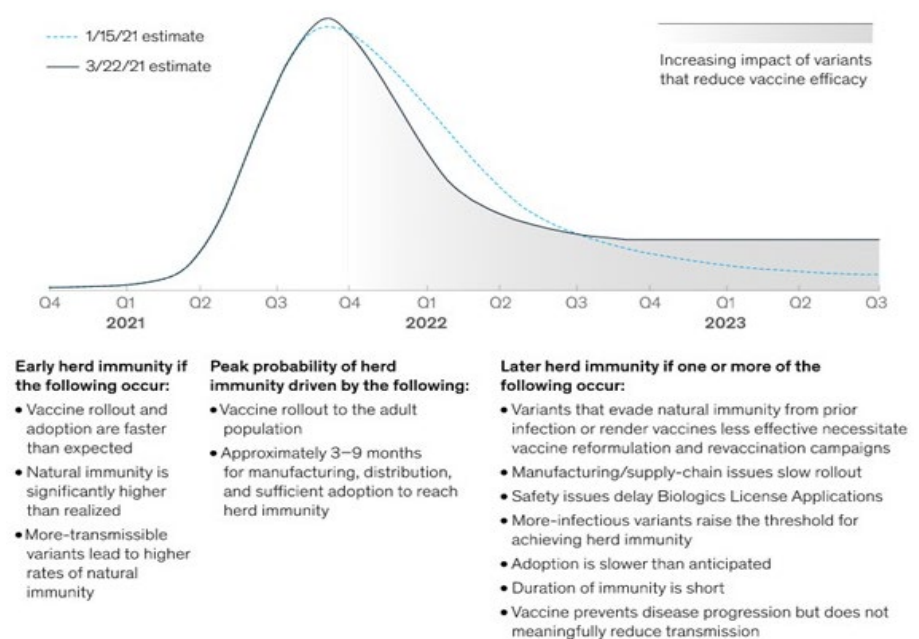 1/15/21 estimate
3/22/21 estimate
Increasing impact of variants
that reduce vaccine efficacy
Q4 Q1 Q2 Q3 Q4 Q1 Q2 Q3 Q4 Q1 Q2 Q3
2021 2022 2023
Early herd immunity if
the following occur:
• Vaccine rollout and
adoption are faster
than expected
• Natural immunity is
significantly higher
than realized
• More-transmissible
variants lead to higher
rates of natural
immunity
Peak probability of herd
immunity driven by the following:
• Vaccine rollout to the adult
population
• Approximately 3–9 months
for manufacturing, distribution,
and sufficient adoption to reach
herd immunity
Later herd immunity if one or more of the
following occur:
• Variants that evade natural immunity from prior
infection or render vaccines less effective necessitate
vaccine reformulation and revaccination campaigns
• Manufacturing/supply-chain issues slow rollout
• Safety issues delay Biologics License Applications
• More-infectious variants raise the threshold for
achieving herd immunity
• Adoption is slower than anticipated
• Duration of immunity is short
• Vaccine prevents disease progression but does not
meaningfully reduce transmission